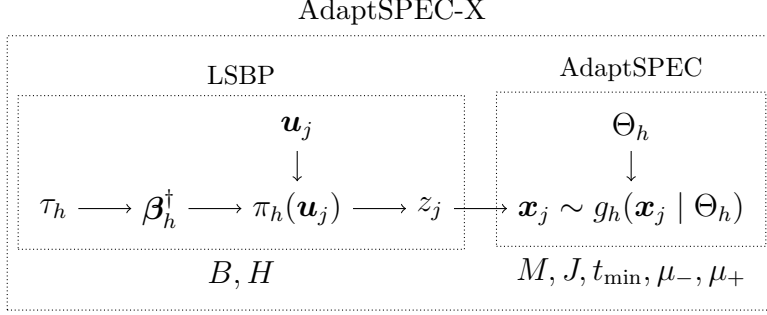 AdaptSPEC-X
LSBP
AdaptSPEC
𝒖_j
Θ_h
τ_h ⟶ 𝜷_h^† ⟶ π_h(𝒖_j) ⟶ z_j ⟶ 𝒙_j ∼ g_h(𝒙_j | Θ_h)
B, H
M, J, t_min, μ_−, μ_+